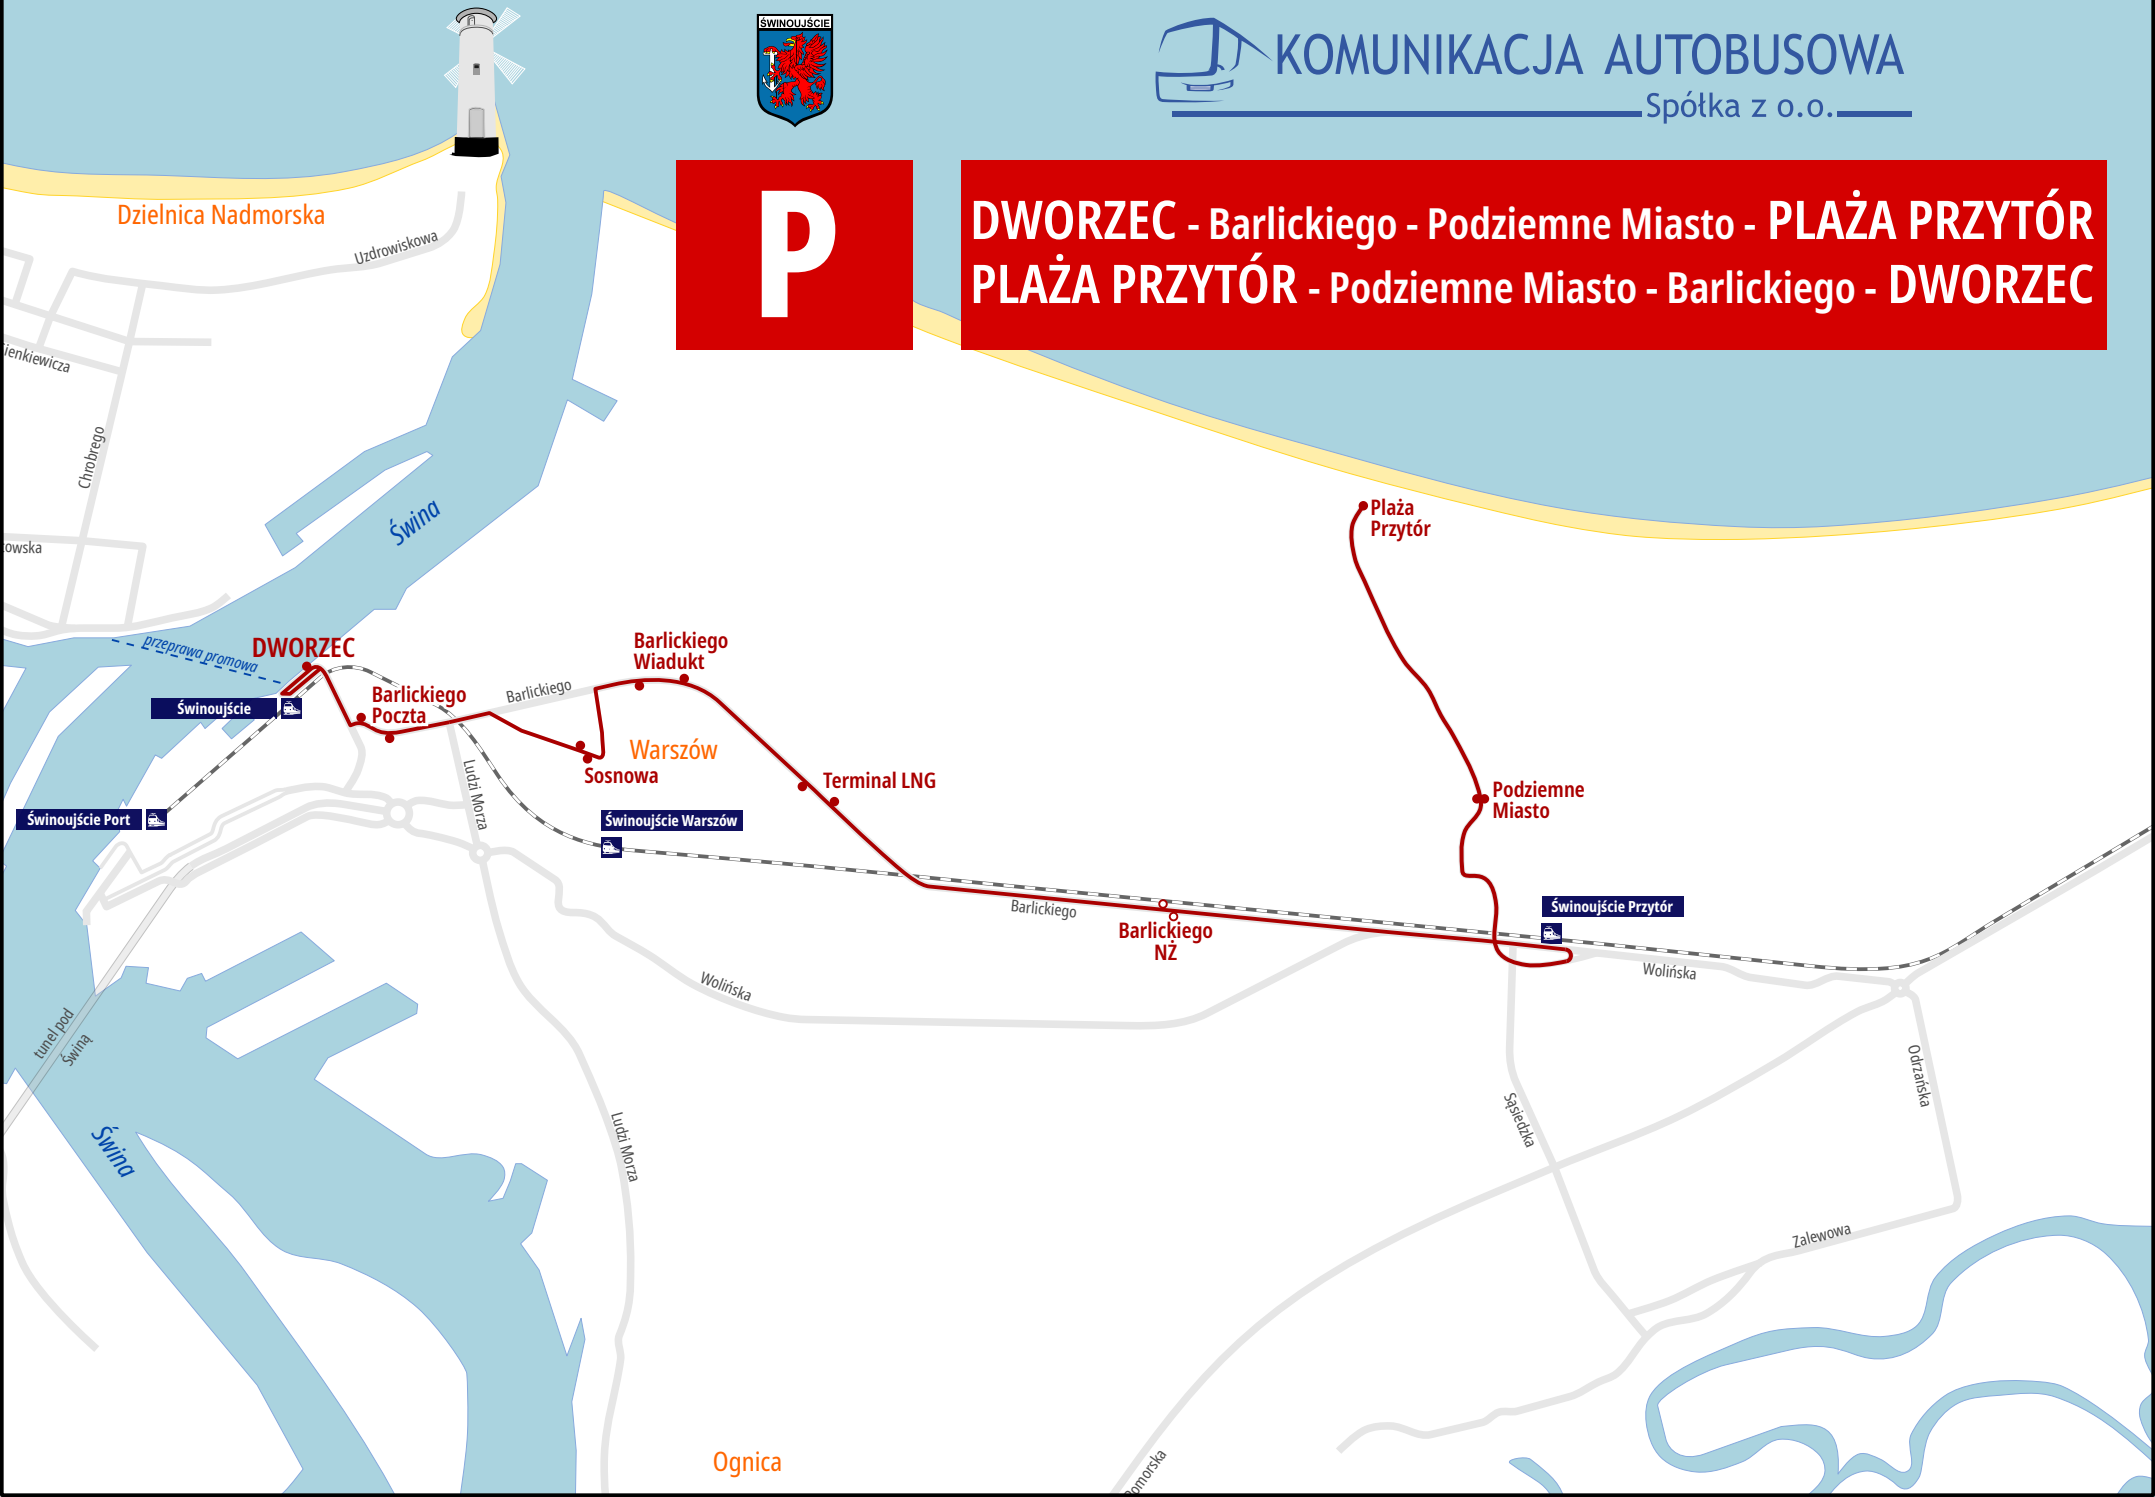 ŚWINOUJŚCIE
KOMUNIKACJA AUTOBUSOWA
Spółka z o.o.
P
DWORZEC - Barlickiego - Podziemne Miasto - PLAŻA PRZYTÓR
PLAŻA PRZYTÓR - Podziemne Miasto - Barlickiego - DWORZEC
Dzielnica Nadmorska
Uzdrowiskowa
ienkiewicza
Chrobrego
Świna
owska
Plaża
Przytór
przeprawa promowa
DWORZEC
Barlickiego
Wiadukt
Barlickiego
Poczta
Barlickiego
Świnoujście
Warszów
Sosnowa
Terminal LNG
Ludzi Morza
Podziemne
Miasto
Świnoujście Port
Świnoujście Warszów
Barlickiego
Barlickiego
NŻ
Świnoujście Przytór
Wolińska
Wolińska
tunel pod
Świną
Odrzańska
Sąsiedzka
Świna
Ludzi Morza
Zalewowa
Ognica
omorska